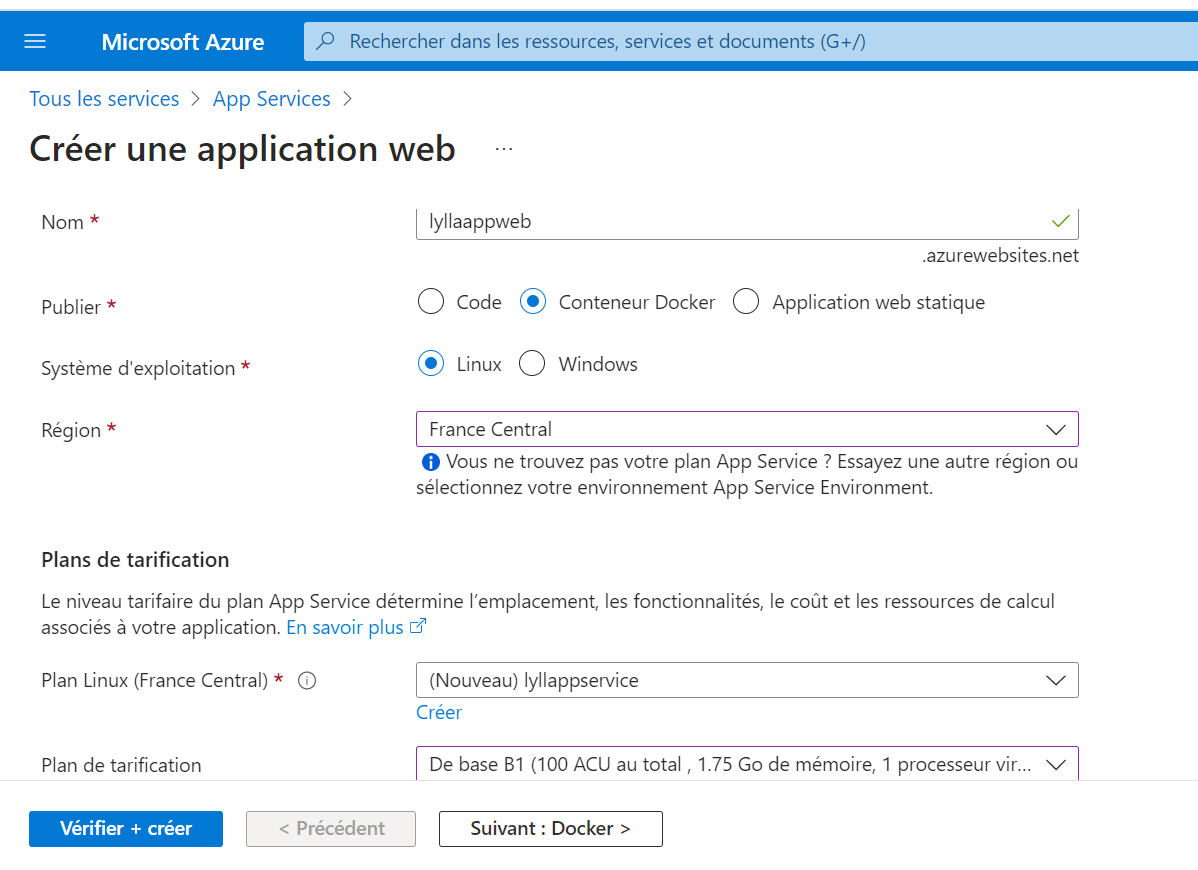 Microsoft Azure
Rechercher dans les ressources, services et documents (G+/)
Tous les services > App Services >
Créer une application web ...
Nom *
lyllaappweb
.azurewebsites.net
Publier *
Code
Conteneur Docker
Application web statique
Système d'exploitation *
Linux
Windows
Région *
France Central
Vous ne trouvez pas votre plan App Service ? Essayez une autre région ou
sélectionnez votre environnement App Service Environment.
Plans de tarification
Le niveau tarifaire du plan App Service détermine l’emplacement, les fonctionnalités, le coût et les ressources de calcul
associés à votre application. En savoir plus
Plan Linux (France Central) *
(Nouveau) lyllappservice
Créer
Plan de tarification
De base B1 (100 ACU au total , 1.75 Go de mémoire, 1 processeur vir...
Vérifier + créer
< Précédent
Suivant : Docker >